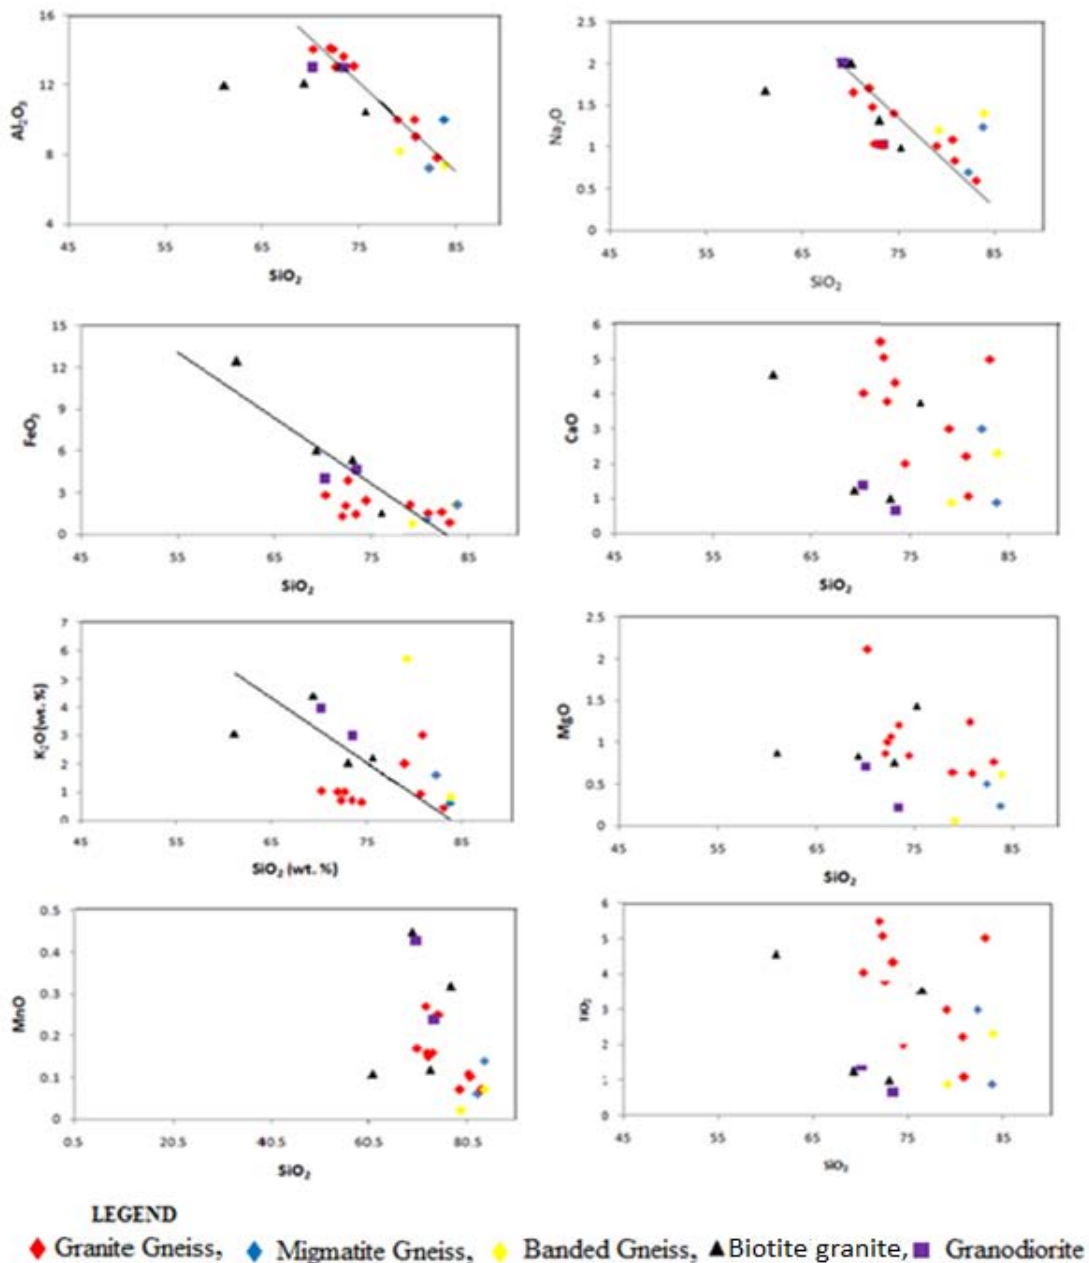 16
12
8
4
Al₂O₃
45 55 65 75 85
SiO₂
2.5
2
1.5
1
0.5
0
Na₂O
45 55 65 75 85
SiO₂
15
12
9
6
3
0
FeO₃
45 55 65 75 85
SiO₂
6
5
4
3
2
1
0
CaO
45 55 65 75 85
SiO₂
7
6
5
4
3
2
1
0
K₂O (wt. %)
45 55 65 75 85
SiO₂ (wt. %)
2.5
2
1.5
1
0.5
0
MgO
45 55 65 75 85
SiO₂
0.5
0.4
0.3
0.2
0.1
0
MnO
0.5 20.5 40.5 60.5 80.5
SiO₂
6
5
4
3
2
1
0
TiO₂
45 55 65 75 85
SiO₂
LEGEND
Granite Gneiss, Migmatite Gneiss, Banded Gneiss, Biotite granite, Granodiorite